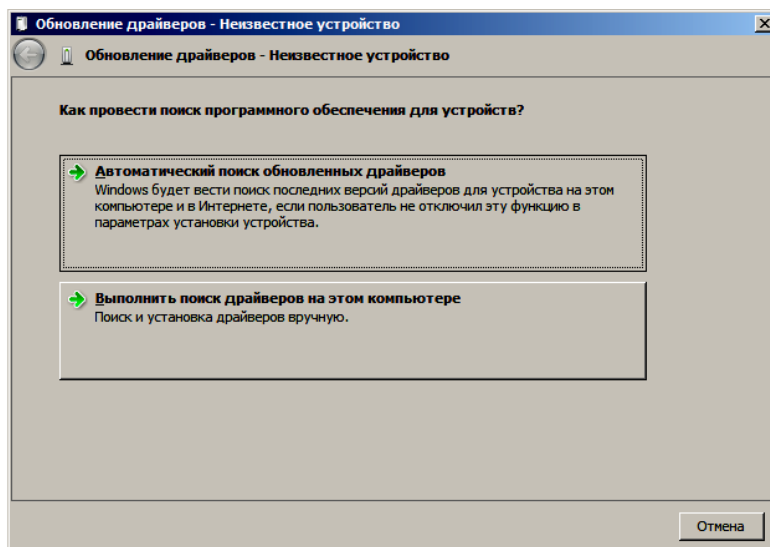 Обновление драйверов - Неизвестное устройство
Обновление драйверов - Неизвестное устройство
Как провести поиск программного обеспечения для устройств?
Автоматический поиск обновленных драйверов
Windows будет вести поиск последних версий драйверов для устройства на этом
компьютере и в Интернете, если пользователь не отключил эту функцию в
параметрах установки устройства.
Выполнить поиск драйверов на этом компьютере
Поиск и установка драйверов вручную.
Отмена